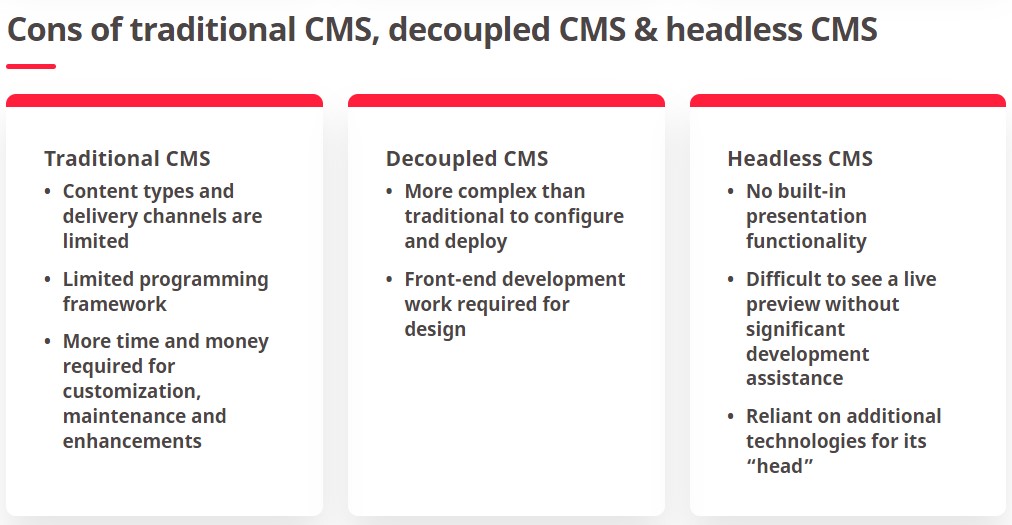 Cons of traditional CMS, decoupled CMS & headless CMS
Traditional CMS
• Content types and
delivery channels are
limited
• Limited programming
framework
• More time and money
required for
customization,
maintenance and
enhancements
Decoupled CMS
• More complex than
traditional to configure
and deploy
• Front-end development
work required for
design
Headless CMS
• No built-in
presentation
functionality
• Difficult to see a live
preview without
significant
development
assistance
• Reliant on additional
technologies for its
“head”